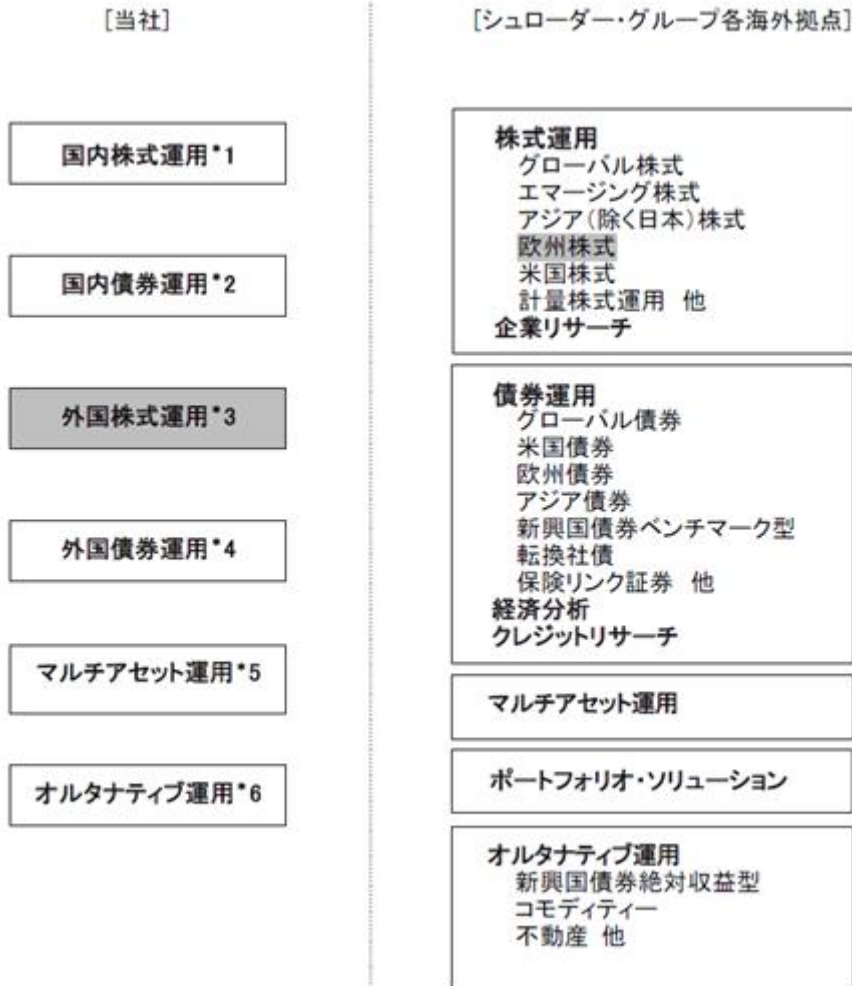 [当社]
国内株式運用*1
国内債券運用*2
外国株式運用*3
外国債券運用*4
マルチアセット運用*5
オルタナティブ運用*6
[シュローダー・グループ各海外拠点]
株式運用
グローバル株式
エマージング株式
アジア(除く日本)株式
欧州株式
米国株式
計量株式運用 他
企業リサーチ
債券運用
グローバル債券
米国債券
欧州債券
アジア債券
新興国債券ベンチマーク型
転換社債
保険リンク証券 他
経済分析
クレジットリサーチ
マルチアセット運用
ポートフォリオ・ソリューション
オルタナティブ運用
新興国債券絶対収益型
コモディティー
不動産 他